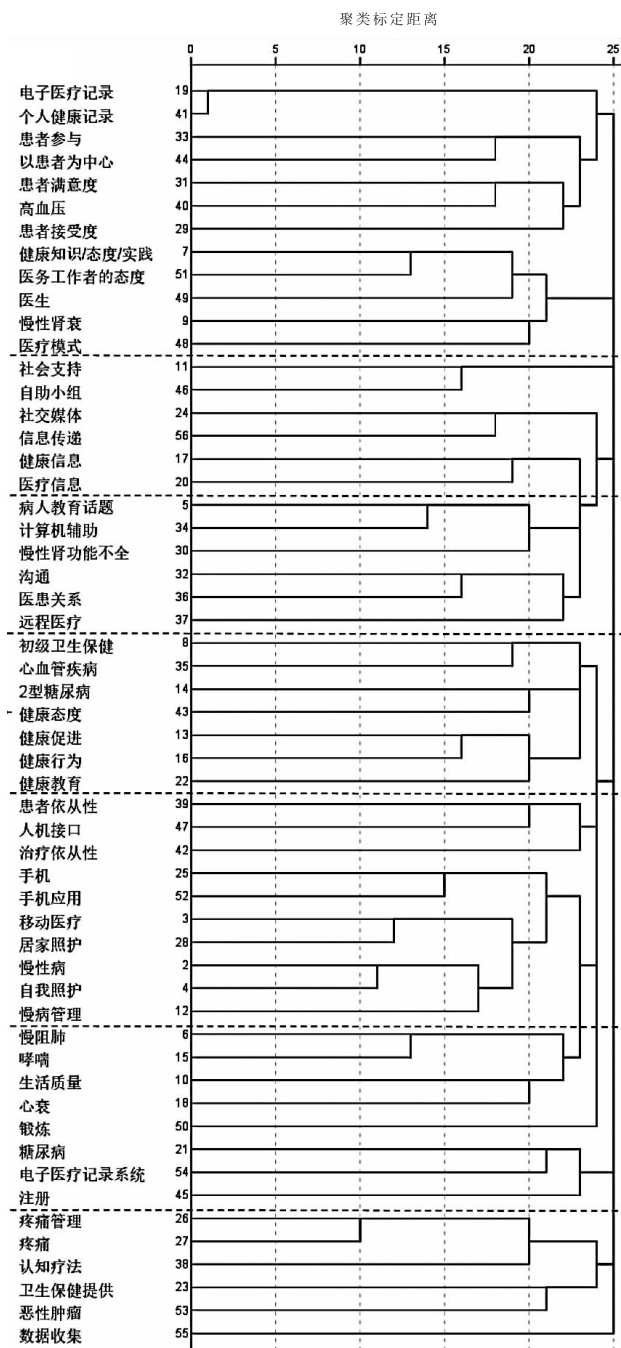 聚类标定距离
0 5 10 15 20 25
电子医疗记录 19
个人健康记录 41
患者参与 33
以患者为中心 44
患者满意度 31
高血压 40
患者接受度 29
健康知识/态度/实践 7
医务工作者的态度 51
医生 49
慢性肾衰 9
医疗模式 48
社会支持 11
自助小组 46
社交媒体 24
信息传递 56
健康信息 17
医疗信息 20
病人教育话题 5
计算机辅助 34
慢性肾功能不全 30
沟通 32
医患关系 36
远程医疗 37
初级卫生保健 8
心血管疾病 35
2型糖尿病 14
健康态度 43
健康促进 13
健康行为 16
健康教育 22
患者依从性 39
人机接口 47
治疗依从性 42
手机 25
手机应用 52
移动医疗 3
居家照护 28
慢性病 2
自我照护 4
慢病管理 12
慢阻肺 6
哮喘 15
生活质量 10
心衰 18
锻炼 50
糖尿病 21
电子医疗记录系统 54
注册 45
疼痛管理 26
疼痛 27
认知疗法 38
卫生保健提供 23
恶性肿瘤 53
数据收集 55